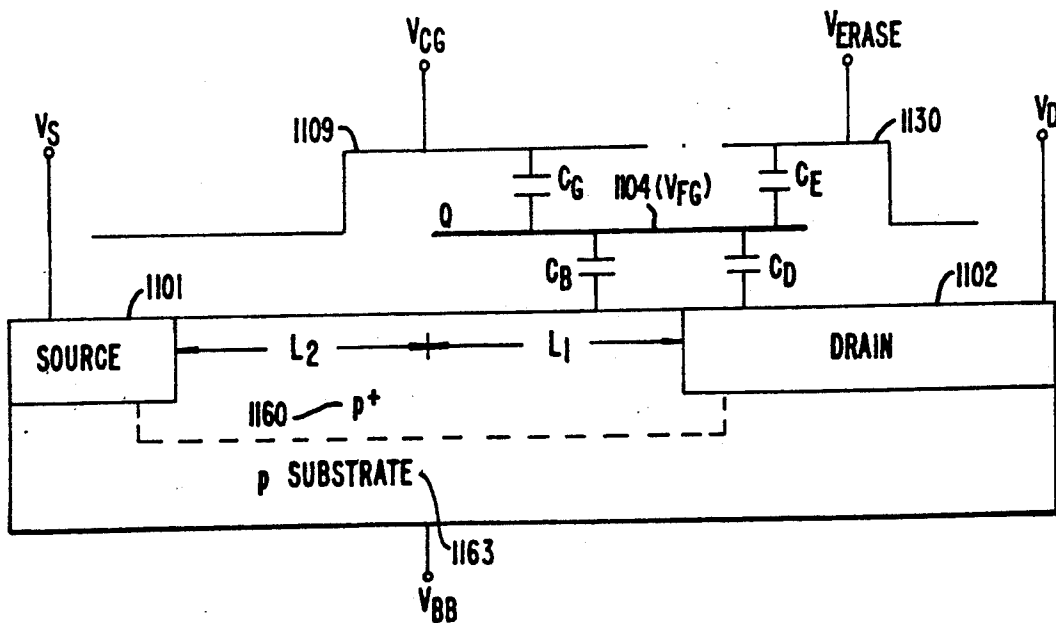 V_CG
V_ERASE
V_S
1109
1130
V_D
C_G
1104 (V_FG)
C_E
Q
C_B
C_D
1101
1102
SOURCE
L_2
L_1
DRAIN
1160
p+
p SUBSTRATE
1163
V_BB